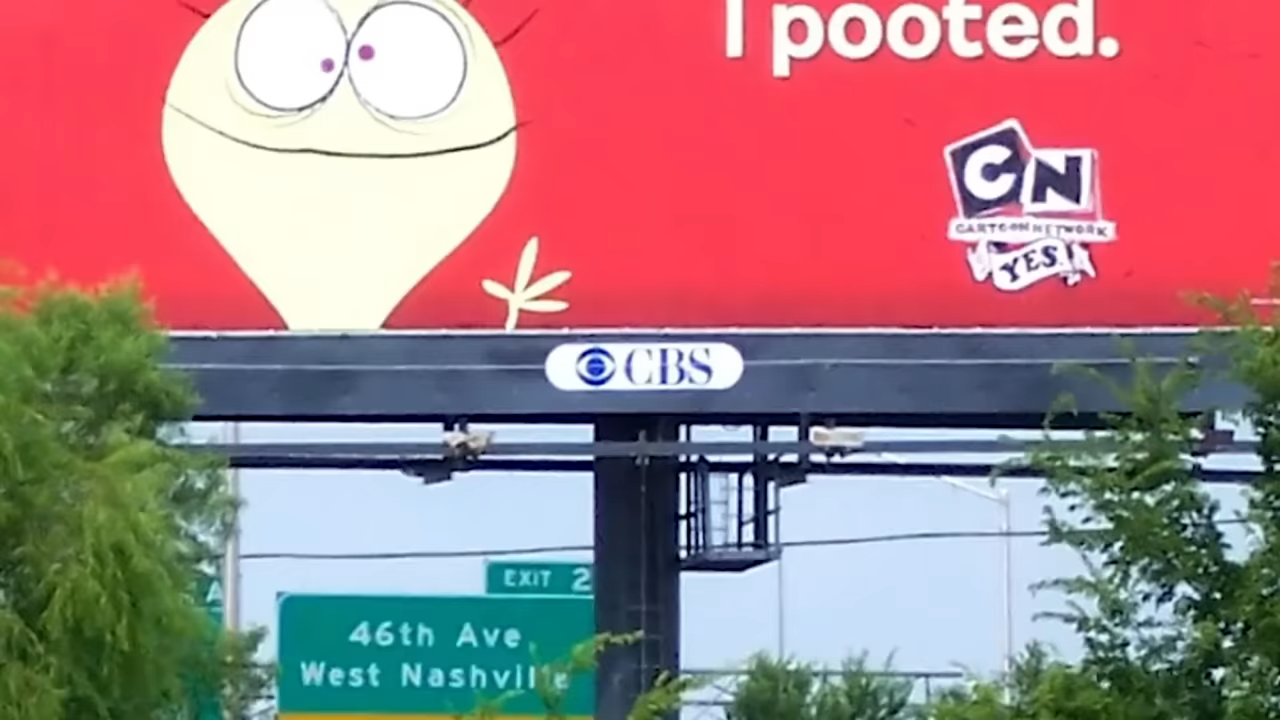 I pooted.
CN
CARTOON NETWORK
YES.
CBS
EXIT 2
A
46th Ave
West Nashville